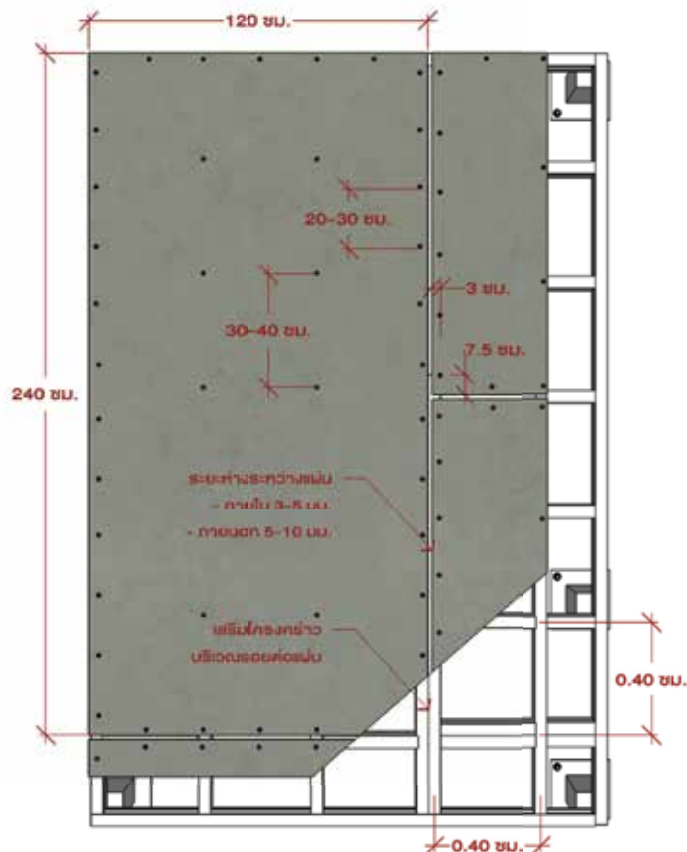 120 ซม.
20-30 ซม.
3 ซม.
30-40 ซม.
7.5 ซม.
240 ซม.
ระยะห่างระหว่างแผ่น
- ภายใน 3-5 มม.
- ภายนอก 5-10 มม.
เสริมโครงคร่าว
บริเวณรอยต่อแผ่น
0.40 ซม.
0.40 ซม.